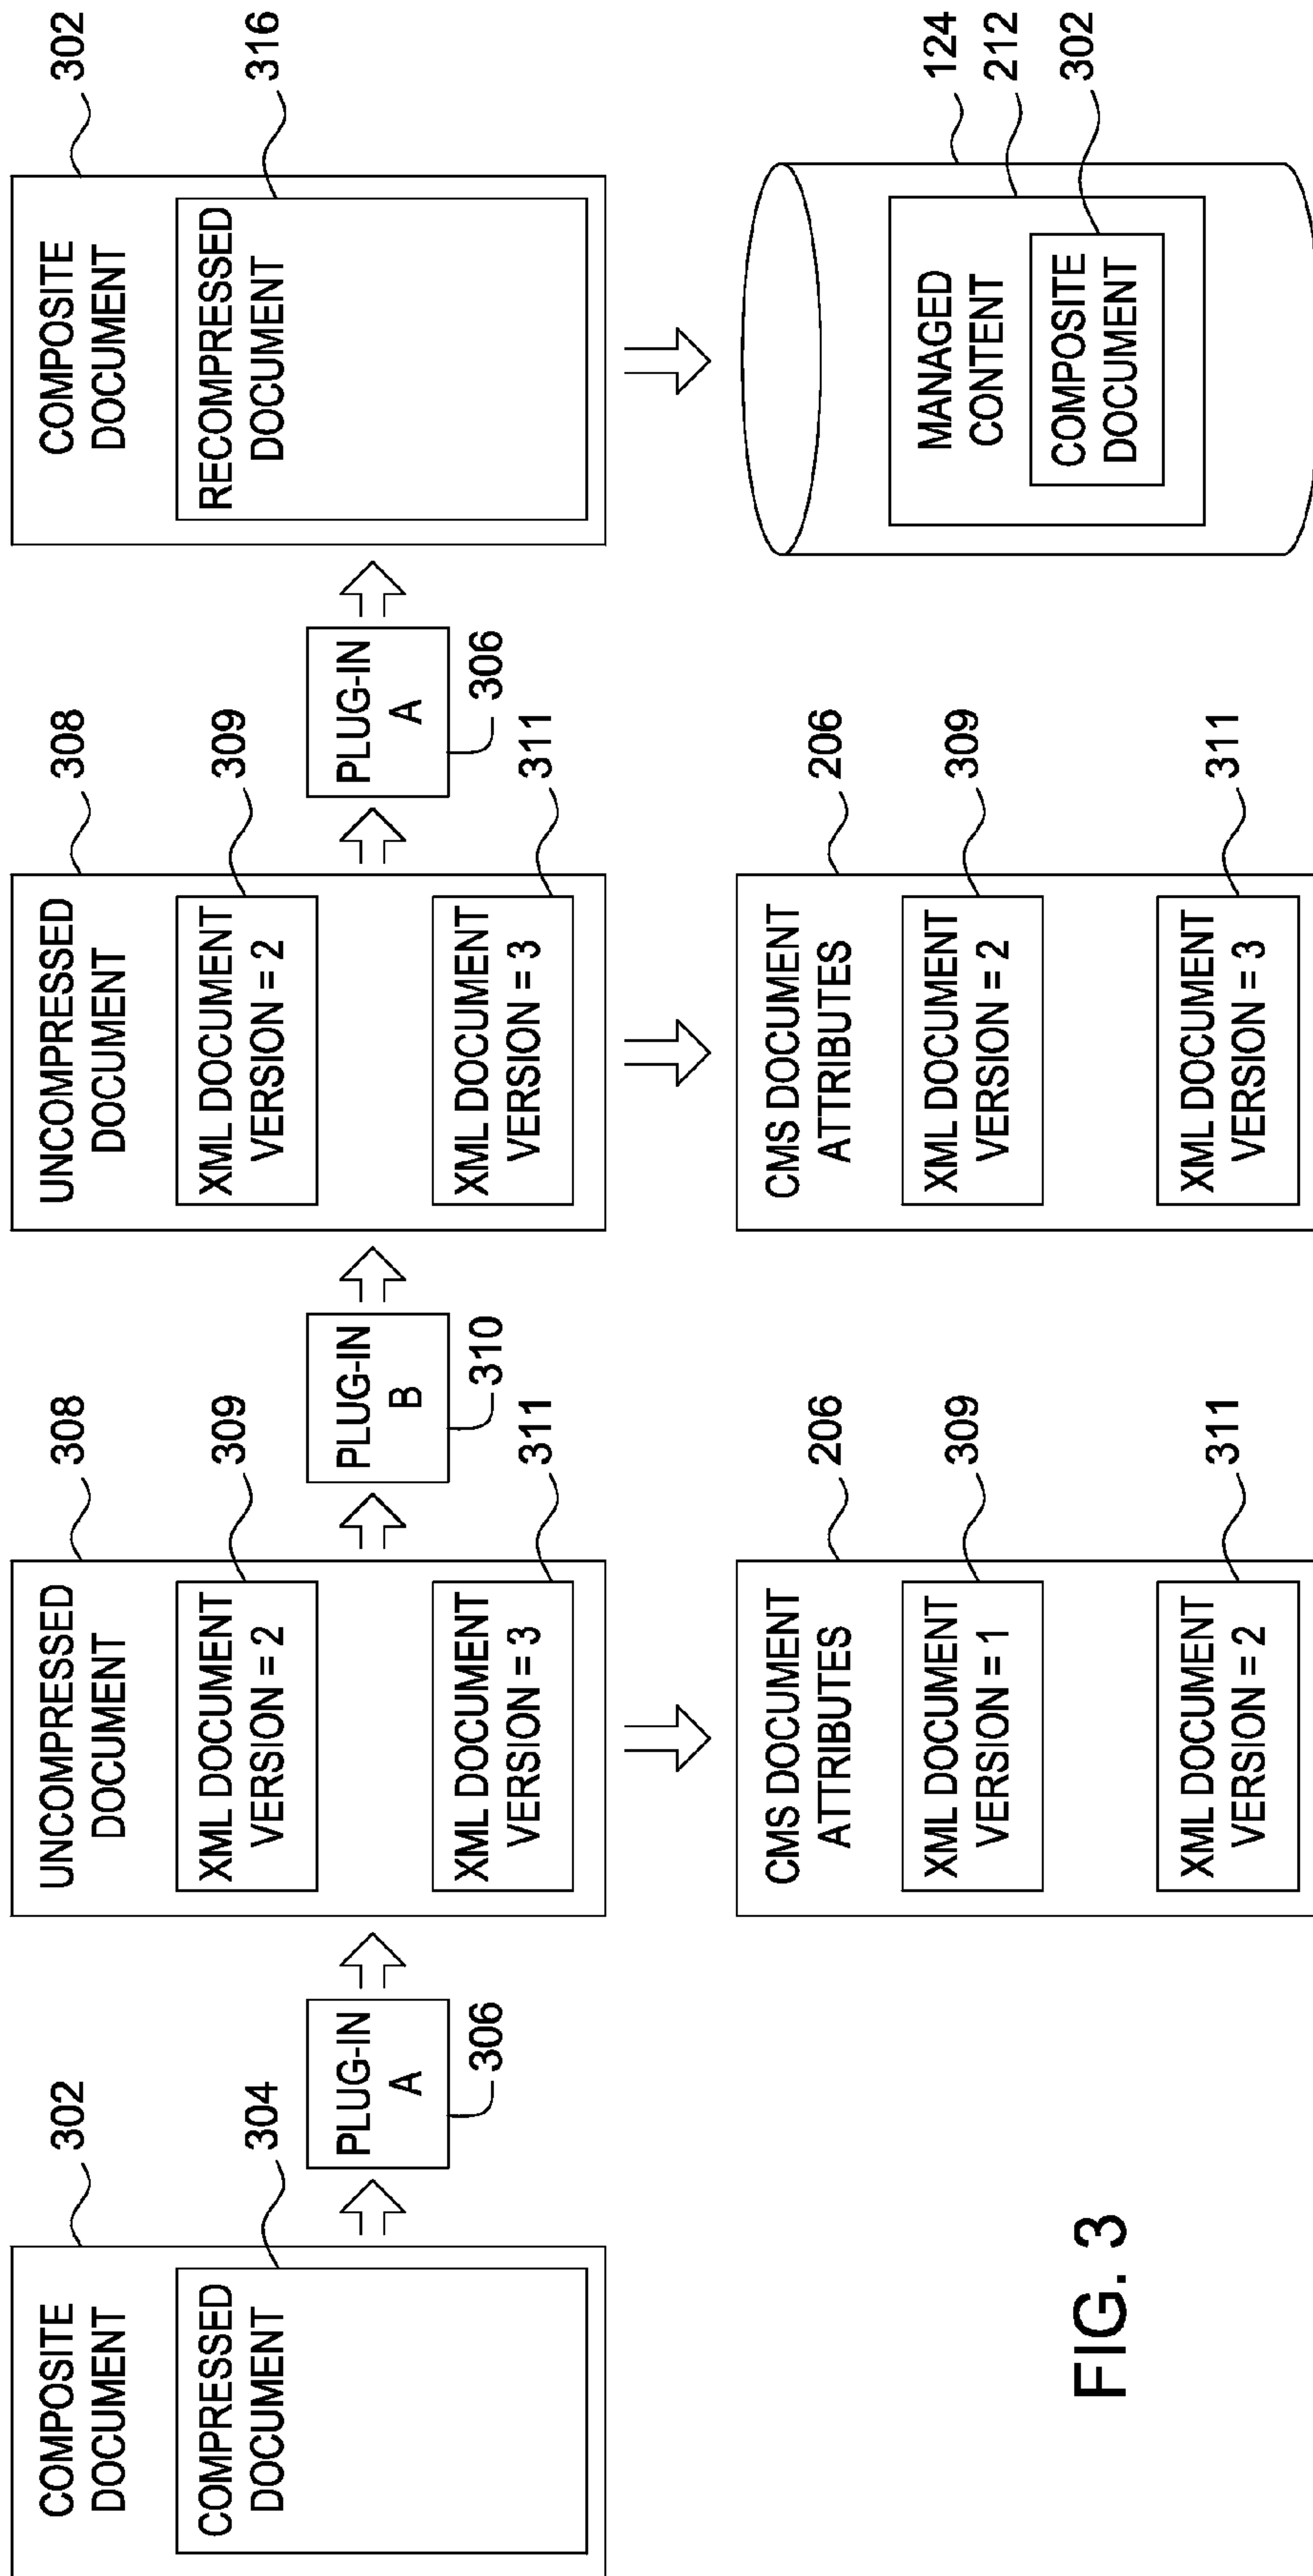 302
COMPOSITE
DOCUMENT
304
COMPRESSED
DOCUMENT
PLUG-IN
A
306
308
UNCOMPRESSED
DOCUMENT
309
XML DOCUMENT
VERSION = 2
311
XML DOCUMENT
VERSION = 3
PLUG-IN
B
310
308
UNCOMPRESSED
DOCUMENT
309
XML DOCUMENT
VERSION = 2
311
XML DOCUMENT
VERSION = 3
PLUG-IN
A
306
302
COMPOSITE
DOCUMENT
316
RECOMPRESSED
DOCUMENT
206
CMS DOCUMENT
ATTRIBUTES
309
XML DOCUMENT
VERSION = 1
311
XML DOCUMENT
VERSION = 2
206
CMS DOCUMENT
ATTRIBUTES
309
XML DOCUMENT
VERSION = 2
311
XML DOCUMENT
VERSION = 3
124
212
MANAGED
CONTENT
302
COMPOSITE
DOCUMENT
FIG. 3